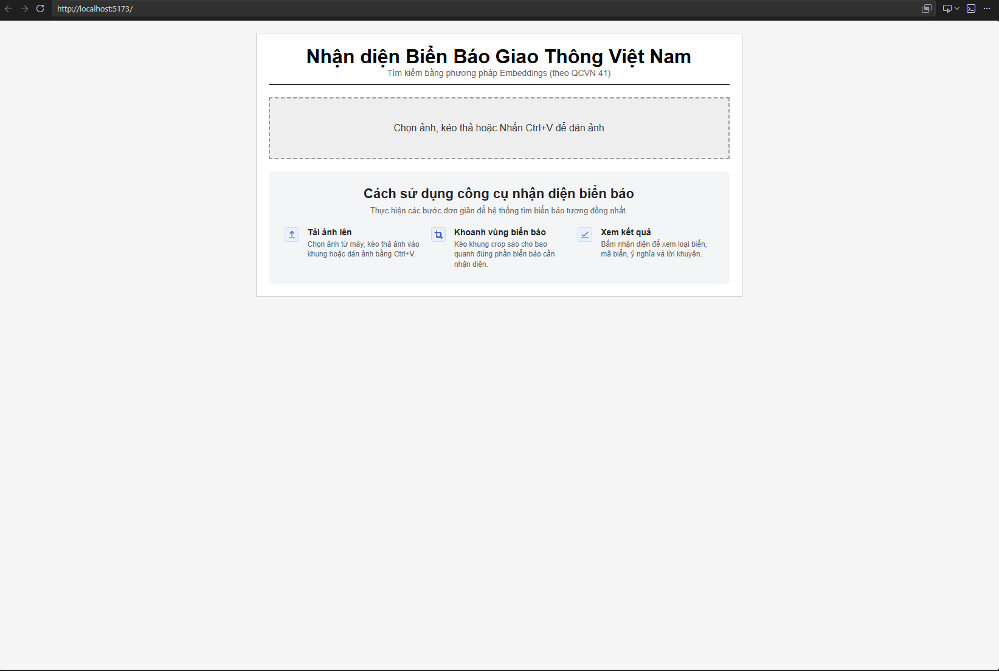 http://localhost:5173/
Nhận diện Biển Báo Giao Thông Việt Nam
Tìm kiếm bằng phương pháp Embeddings (theo QCVN 41)
Chọn ảnh, kéo thả hoặc Nhấn Ctrl+V để dán ảnh
Cách sử dụng công cụ nhận diện biển báo
Thực hiện các bước đơn giản để hệ thống tìm biển báo tương đồng nhất.
Tải ảnh lên
Chọn ảnh từ máy, kéo thả ảnh vào
khung hoặc dán ảnh bằng Ctrl+V.
Khoanh vùng biển báo
Kéo khung crop sao cho bao
quanh đúng phần biển báo cần
nhận diện.
Xem kết quả
Bấm nhận diện để xem loại biển,
mã biển, ý nghĩa và lời khuyên.